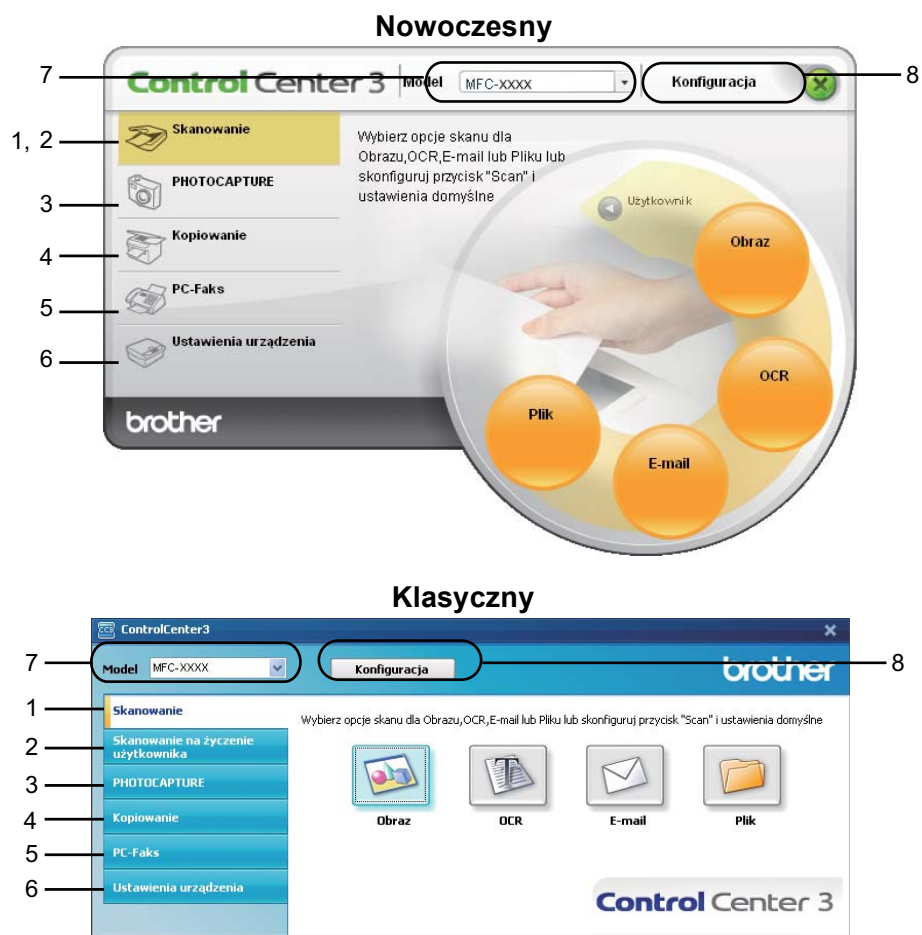 Nowoczesny
7
Control Center 3 Model MFC-XXXX Konfiguracja
8
1, 2
Skanowanie
3
PHOTOCAPTURE
4
Kopiowanie
5
PC-Faks
6
Ustawienia urządzenia
Wybierz opcje skanu dla
Obrazu,OCR,E-mail lub Pliku lub
skonfiguruj przycisk "Scan" i
ustawienia domyślne
Użytkownik
Obraz
OCR
E-mail
Plik
brother
Klasyczny
ControlCenter3
7
Model MFC-XXXX Konfiguracja
brother
8
1
Skanowanie
2
Skanowanie na życzenie
użytkownika
3
PHOTOCAPTURE
4
Kopiowanie
5
PC-Faks
6
Ustawienia urządzenia
Wybierz opcje skanu dla Obrazu,OCR,E-mail lub Pliku lub skonfiguruj przycisk "Scan" i ustawienia domyślne
Obraz OCR E-mail Plik
Control Center 3